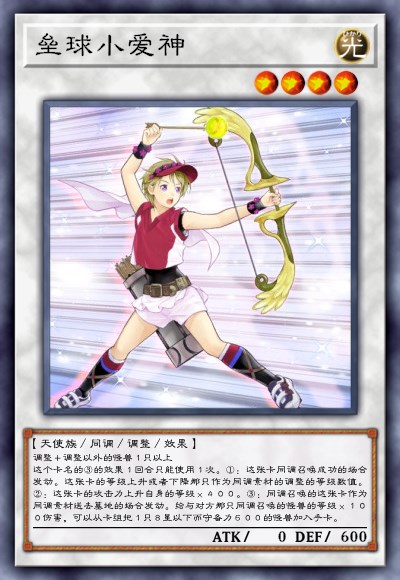 垒球小爱神
光
【天使族／同调／调整／效果】
调整＋调整以外的怪兽1只以上
这个卡名的③的效果1回合只能使用1次。①：这张卡同调召唤成功的场合
发动。这张卡的等级上升或者下降那只作为同调素材的调整的等级数值。
②：这张卡的攻击力上升自身的等级×400。③：同调召唤的这张卡作为
同调素材送去墓地的场合发动。给与对方那只同调怪兽的等级×10
0伤害，可以从卡组把1只8星以下而守备力600的怪兽加入手卡。
ATK/ 0 DEF/ 600